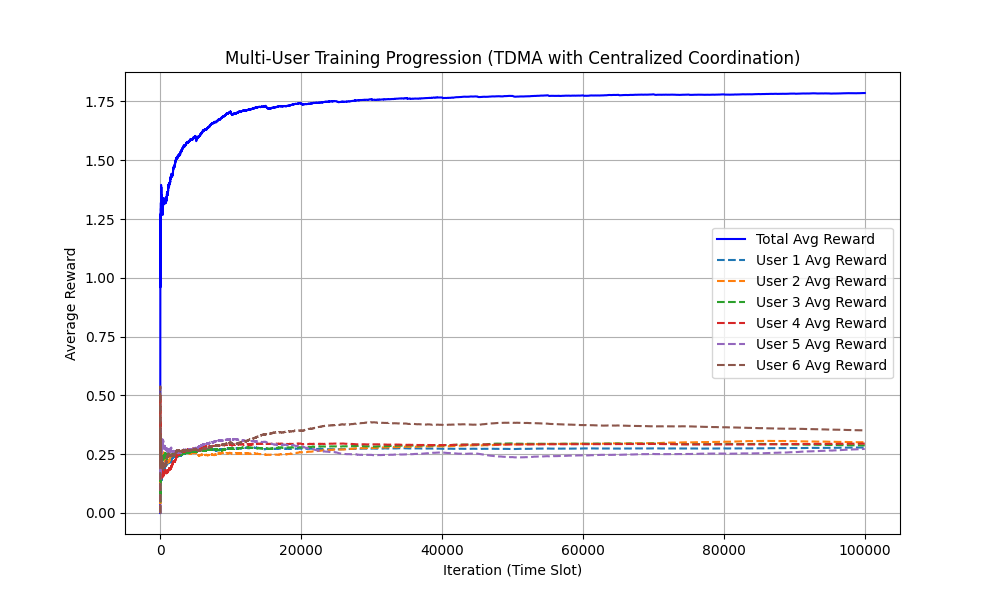 Multi-User Training Progression (TDMA with Centralized Coordination)
Average Reward
1.75
1.50
1.25
1.00
0.75
0.50
0.25
0.00
Total Avg Reward
User 1 Avg Reward
User 2 Avg Reward
User 3 Avg Reward
User 4 Avg Reward
User 5 Avg Reward
User 6 Avg Reward
0 20000 40000 60000 80000 100000
Iteration (Time Slot)